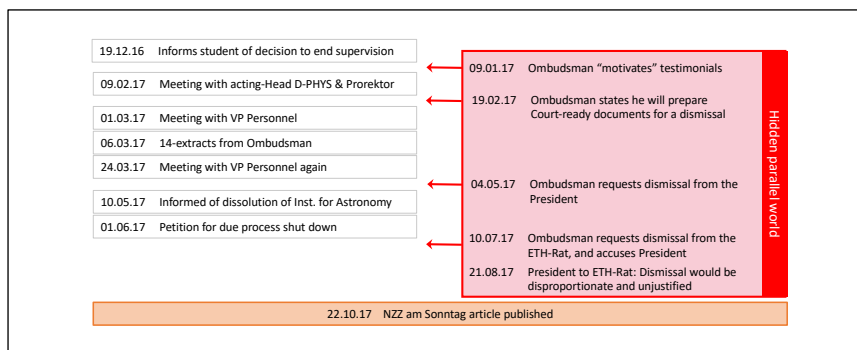 19.12.16 Informs student of decision to end supervision
09.02.17 Meeting with acting-Head D-PHYS & Prorektor
01.03.17 Meeting with VP Personnel
06.03.17 14-extracts from Ombudsman
24.03.17 Meeting with VP Personnel again
10.05.17 Informed of dissolution of Inst. for Astronomy
01.06.17 Petition for due process shut down
09.01.17 Ombudsman “motivates” testimonials
19.02.17 Ombudsman states he will prepare
Court-ready documents for a dismissal
04.05.17 Ombudsman requests dismissal from the
President
10.07.17 Ombudsman requests dismissal from the
ETH-Rat, and accuses President
21.08.17 President to ETH-Rat: Dismissal would be
disproportionate and unjustified
Hidden parallel world
22.10.17 NZZ am Sonntag article published